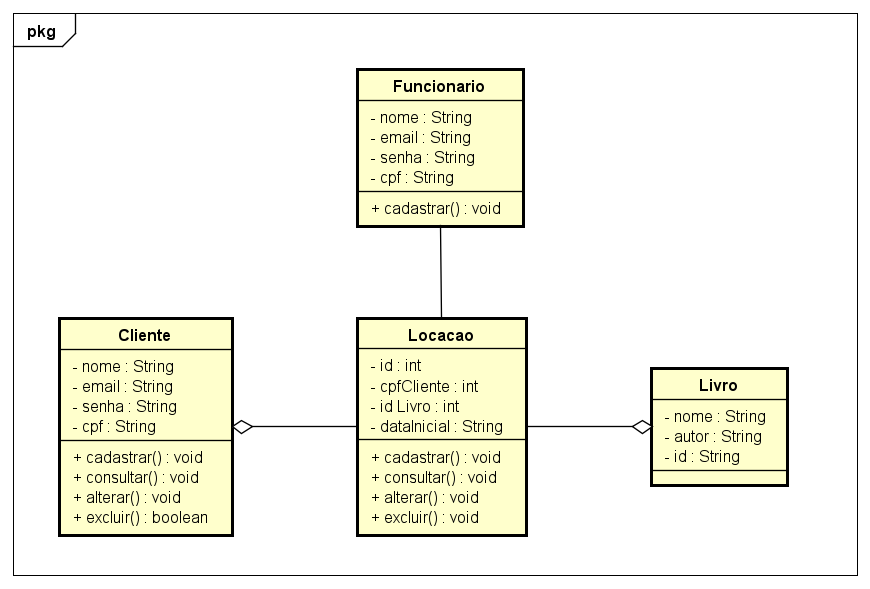 pkg
Funcionario
- nome : String
- email : String
- senha : String
- cpf : String
+ cadastrar() : void
Cliente
- nome : String
- email : String
- senha : String
- cpf : String
+ cadastrar() : void
+ consultar() : void
+ alterar() : void
+ excluir() : boolean
Locacao
- id : int
- cpfCliente : int
- id Livro : int
- dataInicial : String
+ cadastrar() : void
+ consultar() : void
+ alterar() : void
+ excluir() : void
Livro
- nome : String
- autor : String
- id : String